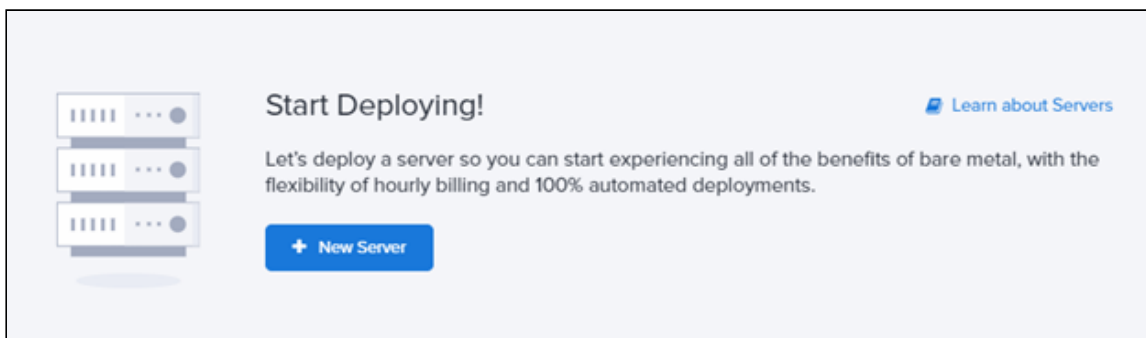 Start Deploying!
Learn about Servers
Let's deploy a server so you can start experiencing all of the benefits of bare metal, with the
flexibility of hourly billing and 100% automated deployments.
+ New Server